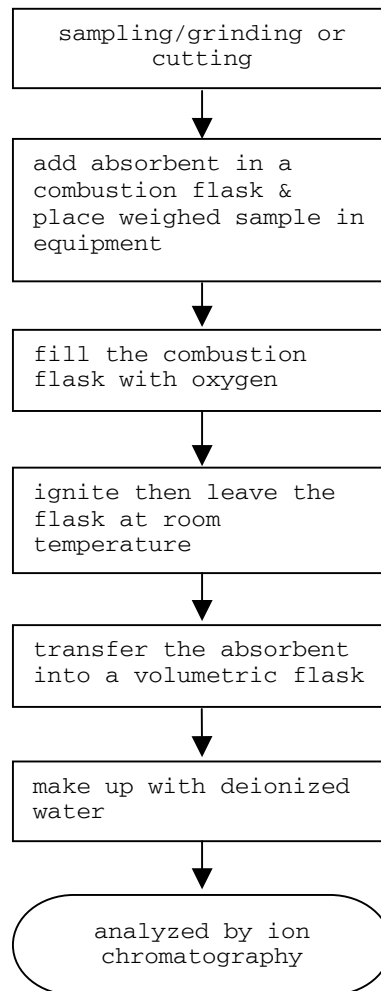 sampling/grinding or
cutting
add absorbent in a
combustion flask &
place weighed sample in
equipment
fill the combustion
flask with oxygen
ignite then leave the
flask at room
temperature
transfer the absorbent
into a volumetric flask
make up with deionized
water
analyzed by ion
chromatography